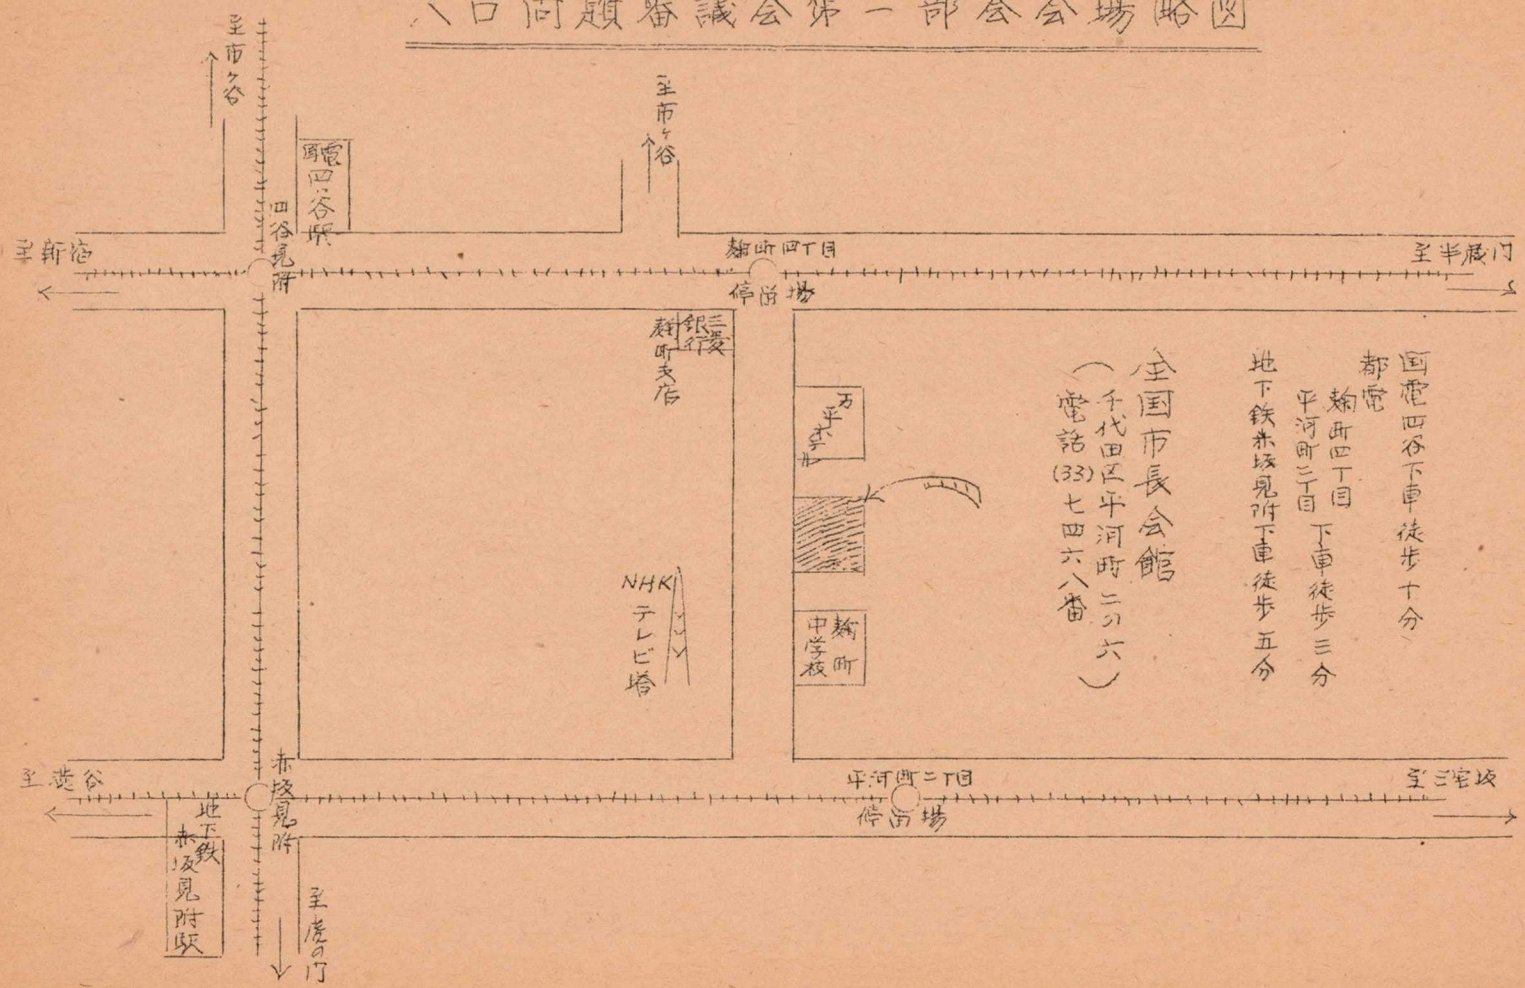 人口問題審議会第一部会会場略図
至市ヶ谷
至市ヶ谷
国電四谷駅
四谷見附
至新宿
麹町四丁目
停留場
至半蔵門
三菱
銀行
麹町支店
万平ホテル
国電四谷下車徒歩十分
都電
麹町四丁目
平河町二丁目
下車徒歩三分
地下鉄赤坂見附下車徒歩五分
全国市長会館
(千代田区平河町二ノ六)
電話(33)七四六八番
NHK
テレビ塔
麹町
中学校
至渋谷
赤坂見附
平河町二丁目
停留場
至三宅坂
地下鉄
赤坂見附駅
至虎の門